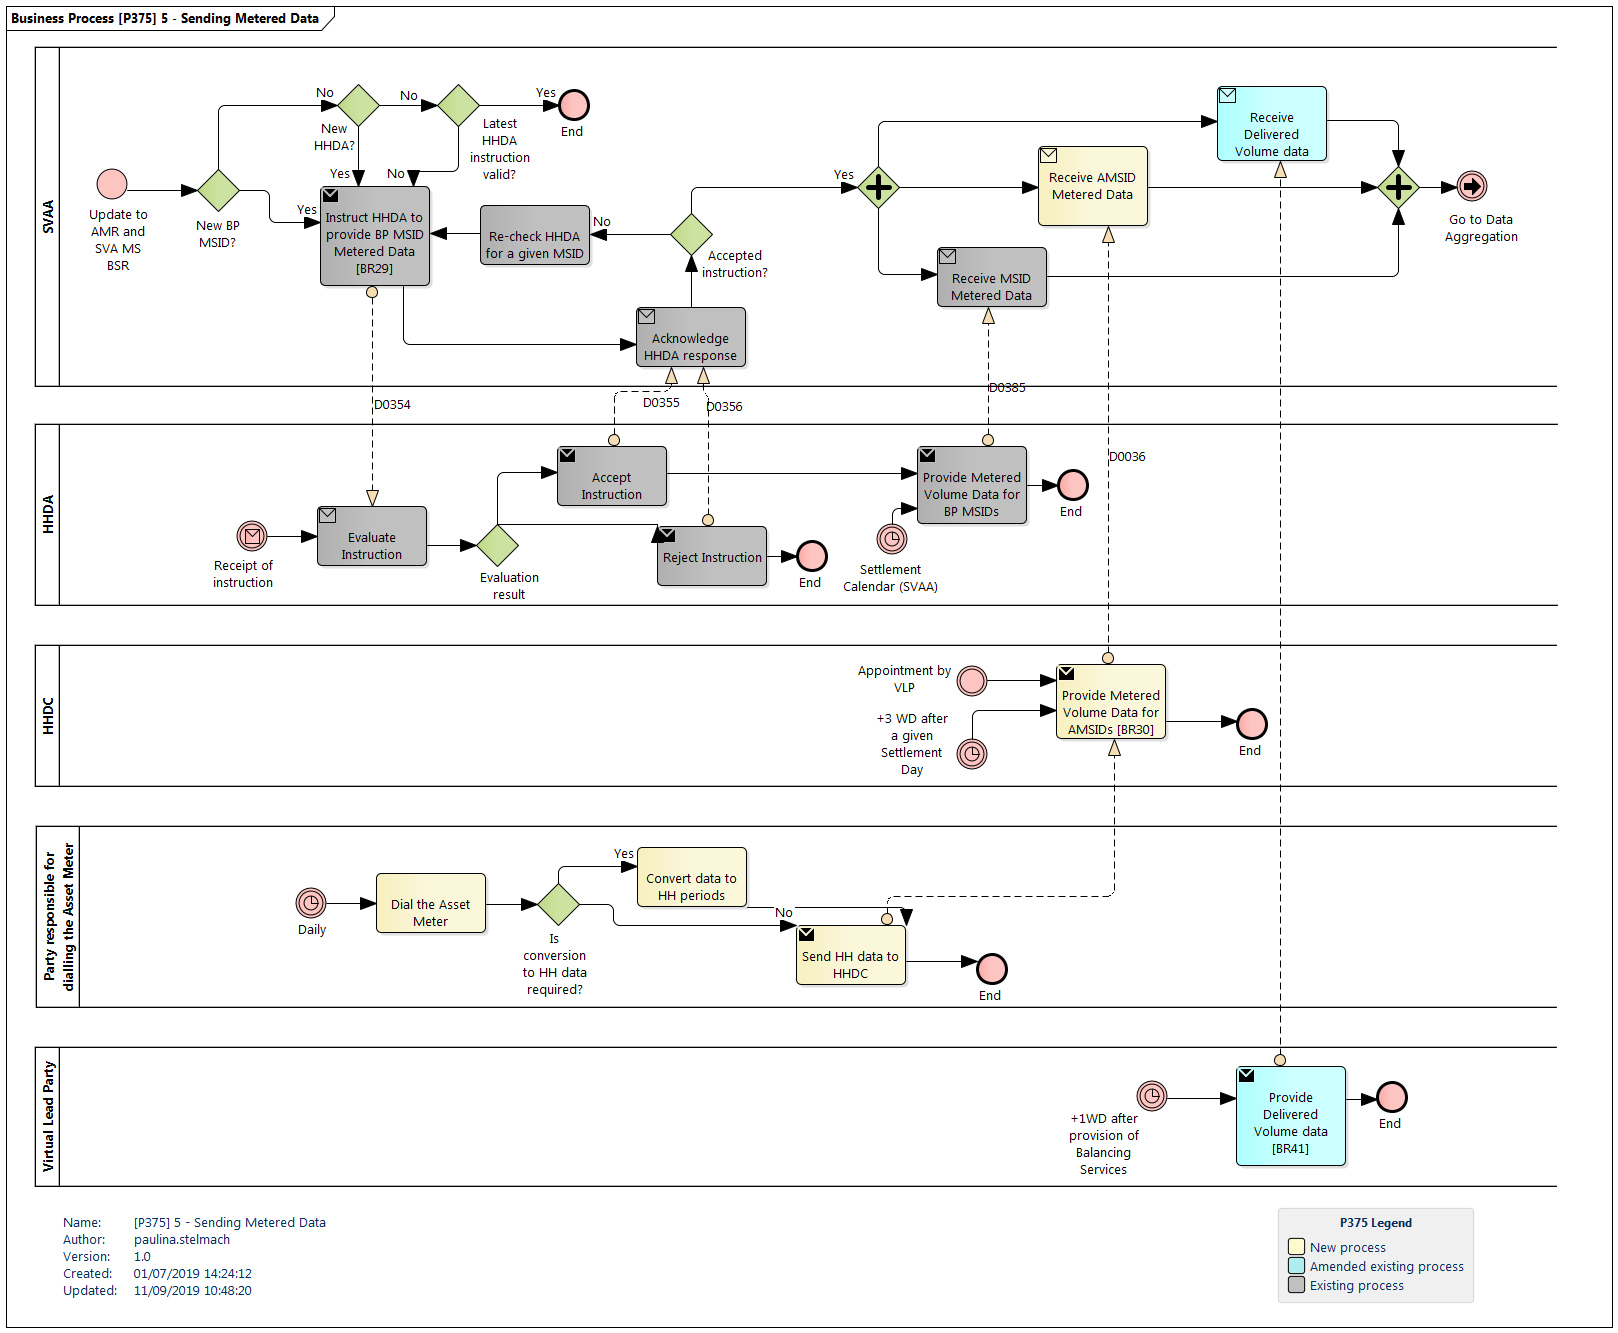 Business Process [P375] 5 - Sending Metered Data
SVAA
Update to
AMR and
SVA MS
BSR
New BP
MSID?
No
Yes
New
HHDA?
No
Yes
Latest
HHDA
instruction
valid?
Yes
No
End
Instruct HHDA to
provide BP MSID
Metered Data
[BR29]
Re-check HHDA
for a given MSID
No
Accepted
instruction?
Yes
Acknowledge
HHDA response
Receive
Delivered
Volume data
Receive AMSID
Metered Data
Receive MSID
Metered Data
Go to Data
Aggregation
D0354
D0355
D0356
D0385
D0036
HHDA
Receipt of
instruction
Evaluate
Instruction
Evaluation
result
Accept
Instruction
Reject Instruction
End
Settlement
Calendar (SVAA)
Provide Metered
Volume Data for
BP MSIDs
End
HHDC
Appointment by
VLP
+3 WD after
a given
Settlement
Day
Provide Metered
Volume Data for
AMSIDs [BR30]
End
Party responsible for
dialling the Asset Meter
Daily
Dial the Asset
Meter
Is
conversion
to HH data
required?
Yes
Convert data to
HH periods
No
Send HH data to
HHDC
End
Virtual Lead Party
+1WD after
provision of
Balancing
Services
Provide
Delivered
Volume data
[BR41]
End
Name: [P375] 5 - Sending Metered Data
Author: paulina.stelmach
Version: 1.0
Created: 01/07/2019 14:24:12
Updated: 11/09/2019 10:48:20
P375 Legend
New process
Amended existing process
Existing process